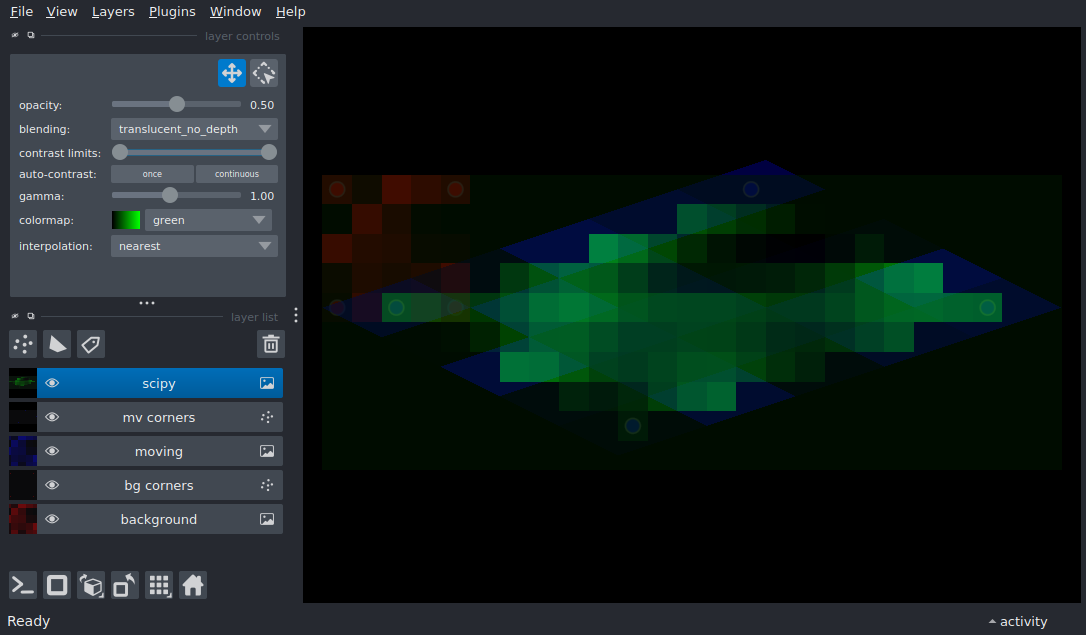 File View Layers Plugins Window Help
layer controls
opacity: 0.50
blending: translucent_no_depth
contrast limits:
auto-contrast: once continuous
gamma: 1.00
colormap: green
interpolation: nearest
layer list
scipy
mv corners
moving
bg corners
background
Ready
activity